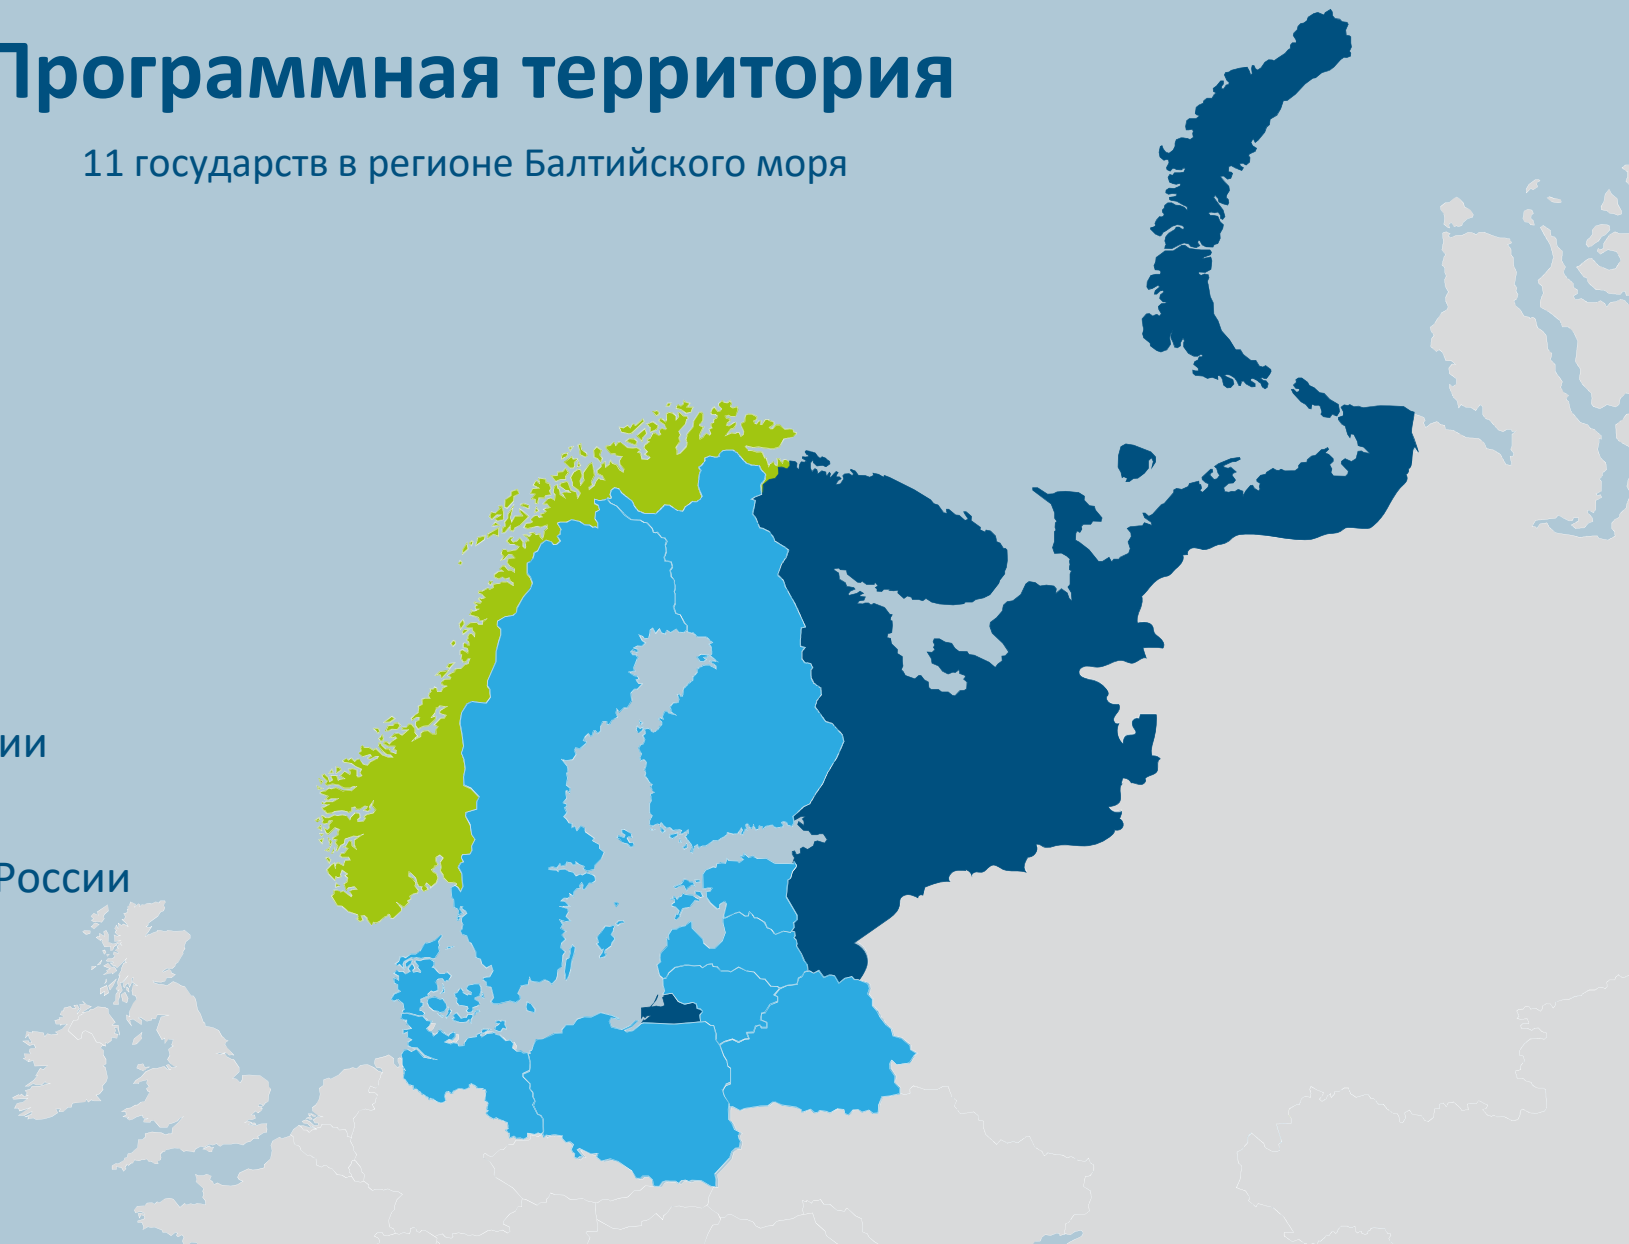 Программная территория
11 государств в регионе Балтийского моря
ии
России